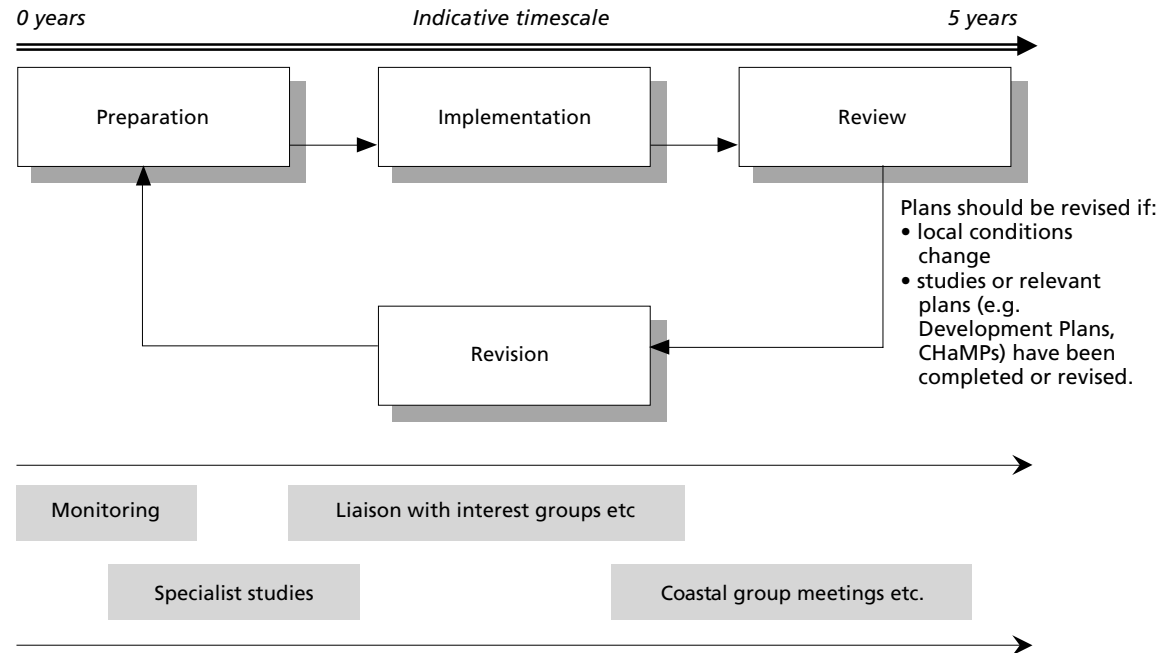 0 years Indicative timescale 5 years
Preparation Implementation Review
Plans should be revised if:
• local conditions
change
• studies or relevant
plans (e.g.
Development Plans,
CHaMPs) have been
completed or revised.
Revision
Monitoring Liaison with interest groups etc
Specialist studies Coastal group meetings etc.